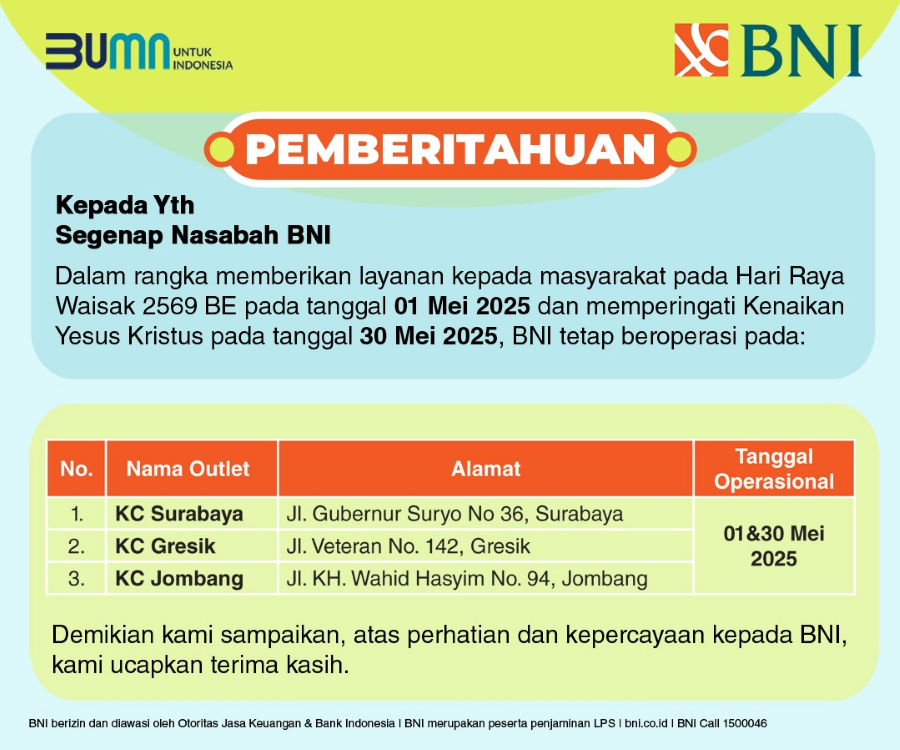 BUMN UNTUK INDONESIA
BNI
PEMBERITAHUAN
Kepada Yth
Segenap Nasabah BNI
Dalam rangka memberikan layanan kepada masyarakat pada Hari Raya
Waisak 2569 BE pada tanggal 01 Mei 2025 dan memperingati Kenaikan
Yesus Kristus pada tanggal 30 Mei 2025, BNI tetap beroperasi pada:
No. Nama Outlet Alamat Tanggal Operasional
1. KC Surabaya Jl. Gubernur Suryo No 36, Surabaya
2. KC Gresik Jl. Veteran No. 142, Gresik
3. KC Jombang Jl. KH. Wahid Hasyim No. 94, Jombang
01&30 Mei
2025
Demikian kami sampaikan, atas perhatian dan kepercayaan kepada BNI,
kami ucapkan terima kasih.
BNI berizin dan diawasi oleh Otoritas Jasa Keuangan & Bank Indonesia | BNI merupakan peserta penjaminan LPS | bni.co.id | BNI Call 1500046